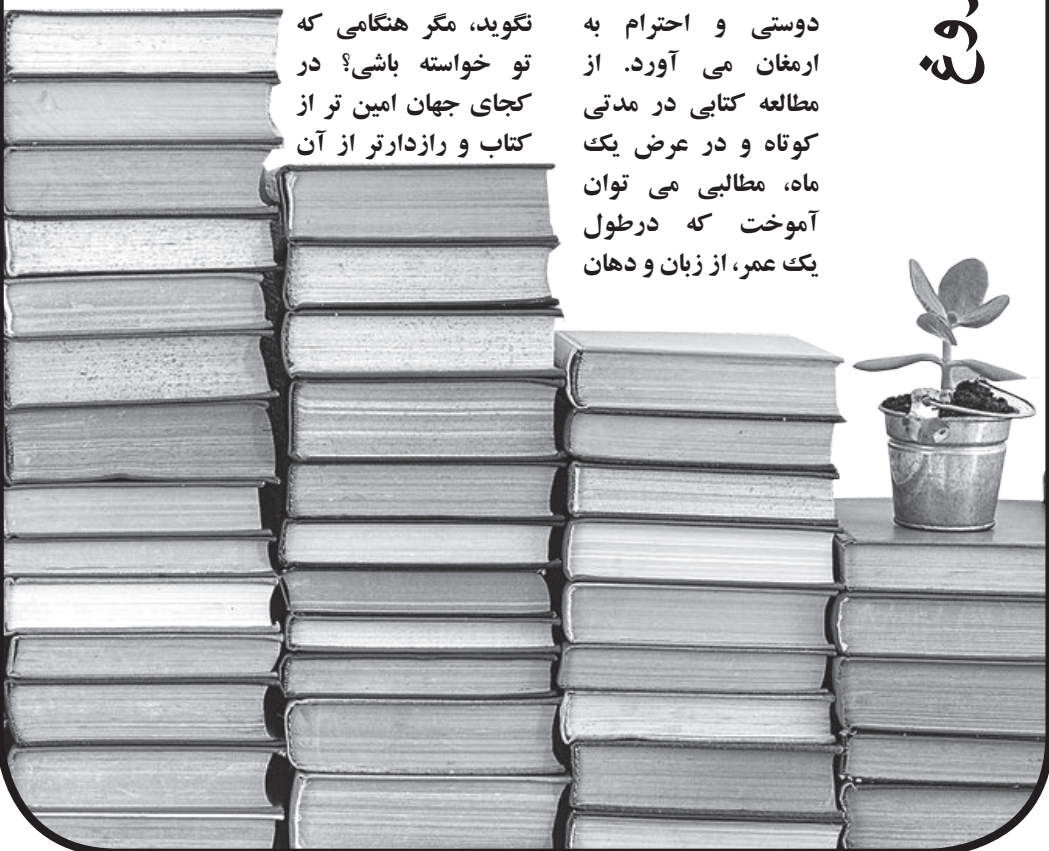 دوستی و احترام به
ارمغان می آورد. از
مطالعه کتابی در مدتی
کوتاه و در عرض یک
ماه، مطالبی می توان
آموخت که درطول
یک عمر، از زبان و دهان
نگوید، مگر هنگامی که
تو خواسته باشی؟ در
کجای جهان امین تر از
کتاب و رازدارتر از آن